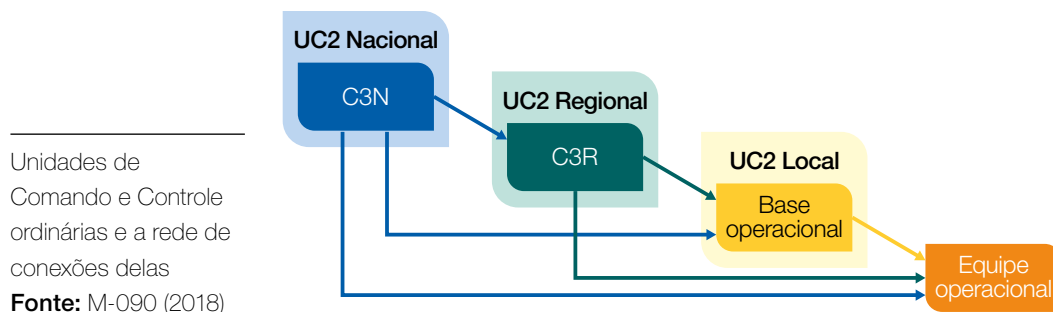 UC2 Nacional
C3N
UC2 Regional
C3R
UC2 Local
Base
operacional
Equipe
operacional
Unidades de
Comando e Controle
ordinárias e a rede de
conexões delas
Fonte: M-090 (2018)